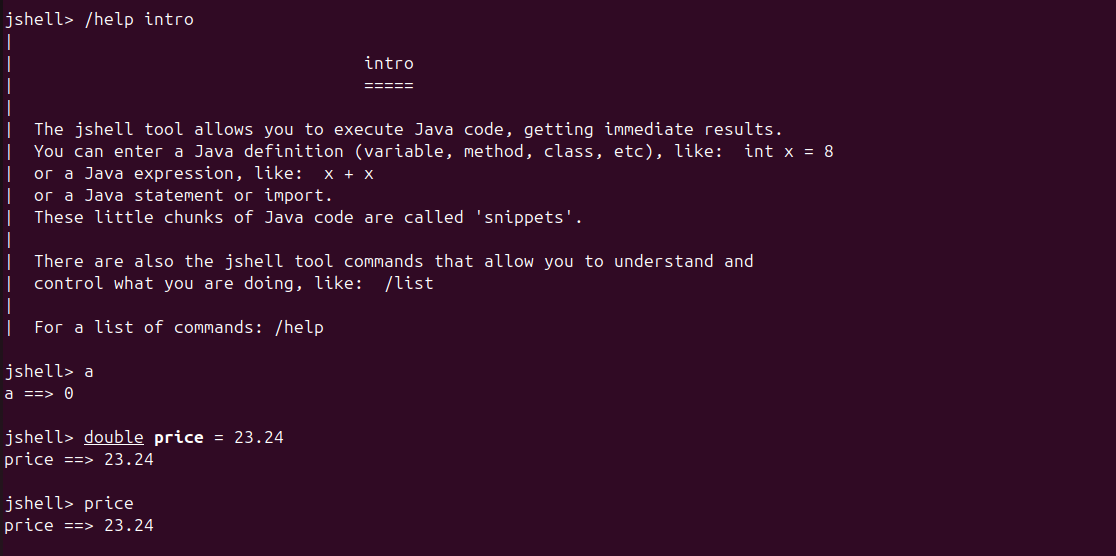 jshell> /help intro
|
|                                   intro
|                                   =====
|
|  The jshell tool allows you to execute Java code, getting immediate results.
|  You can enter a Java definition (variable, method, class, etc), like:  int x = 8
|  or a Java expression, like:  x + x
|  or a Java statement or import.
|  These little chunks of Java code are called 'snippets'.
|
|  There are also the jshell tool commands that allow you to understand and
|  control what you are doing, like:  /list
|
|  For a list of commands: /help
jshell> a
a ==> 0
jshell> double price = 23.24
price ==> 23.24
jshell> price
price ==> 23.24